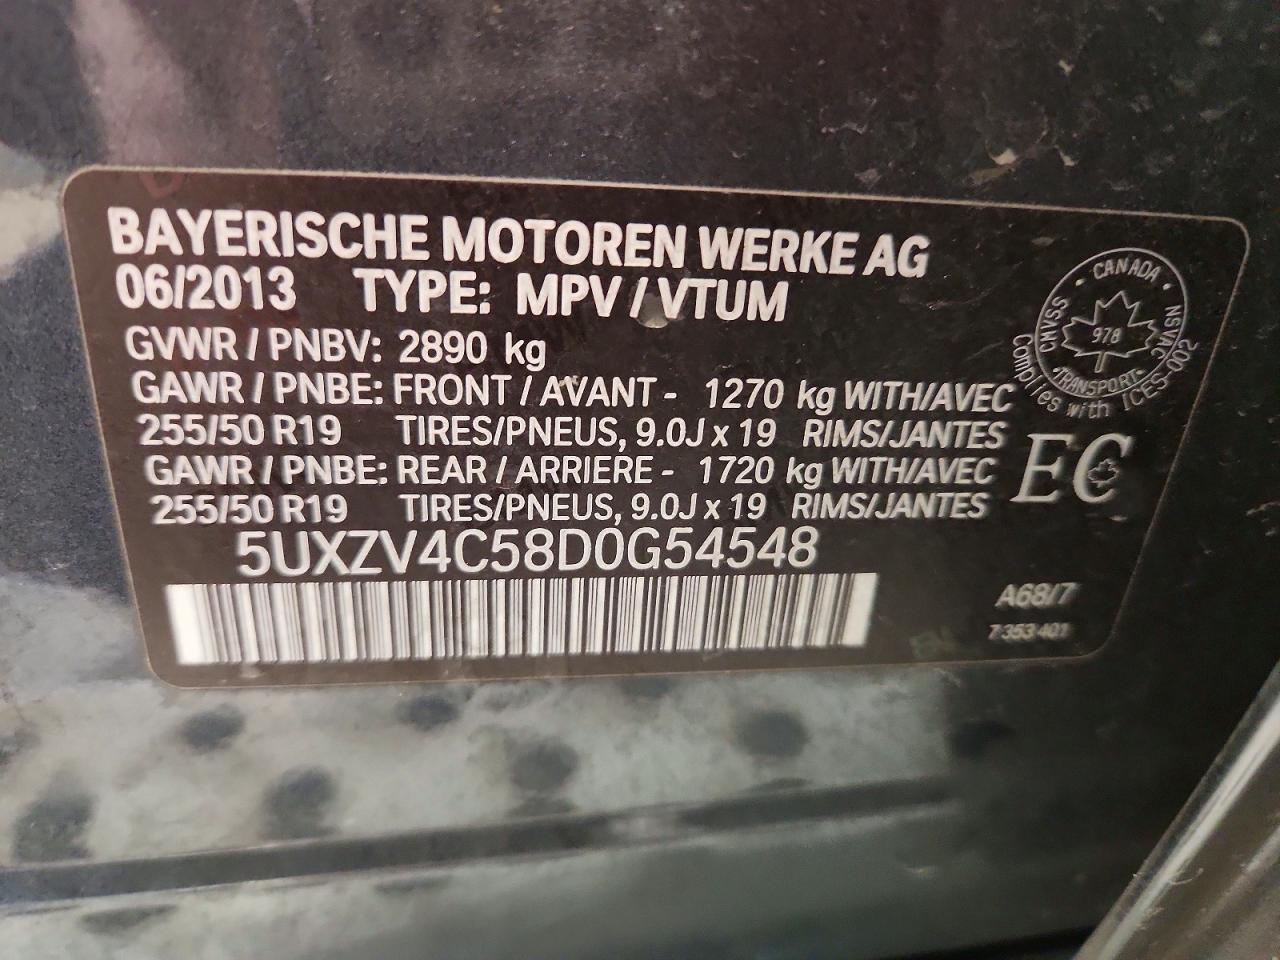 BAYERISCHE MOTOREN WERKE AG
06/2013 TYPE: MPV / VTUM
GVWR / PNBV: 2890 kg
GAWR / PNBE: FRONT / AVANT - 1270 kg WITH/AVEC
255/50 R19 TIRES/PNEUS, 9.0J x 19 RIMS/JANTES
GAWR / PNBE: REAR / ARRIERE - 1720 kg WITH/AVEC
255/50 R19 TIRES/PNEUS, 9.0J x 19 RIMS/JANTES
5UXZV4C58D0G54548
CANADA
CMVSS
NSVAC
978
TRANSPORT
Complies with ICES-002
EC
A68/7
7 353 401